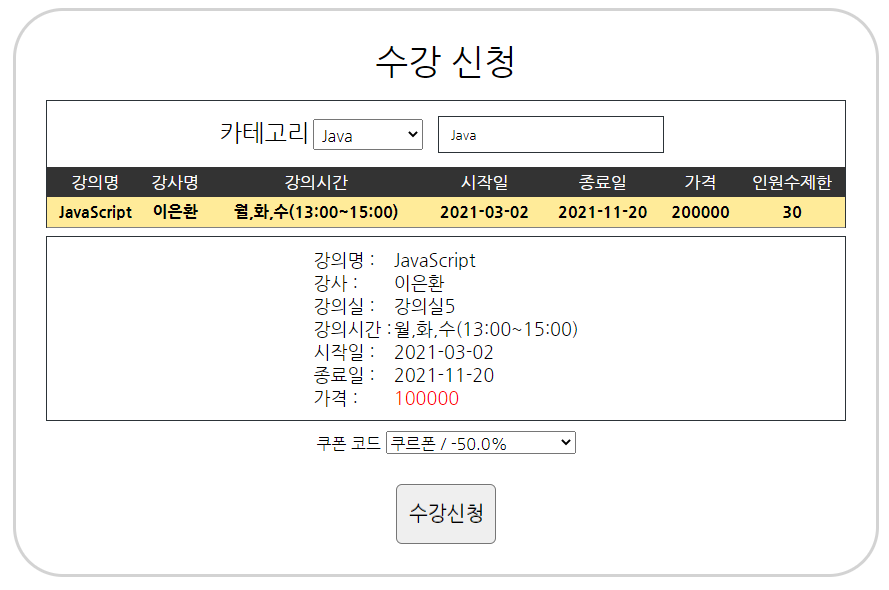 수강 신청
카테고리 Java Java
강의명 강사명 강의시간 시작일 종료일 가격 인원수제한
JavaScript 이은환 월,화,수(13:00~15:00) 2021-03-02 2021-11-20 200000 30
강의명 : JavaScript
강사 : 이은환
강의실 : 강의실5
강의시간 : 월,화,수(13:00~15:00)
시작일 : 2021-03-02
종료일 : 2021-11-20
가격 : 100000
쿠폰 코드 쿠르폰 / -50.0%
수강신청